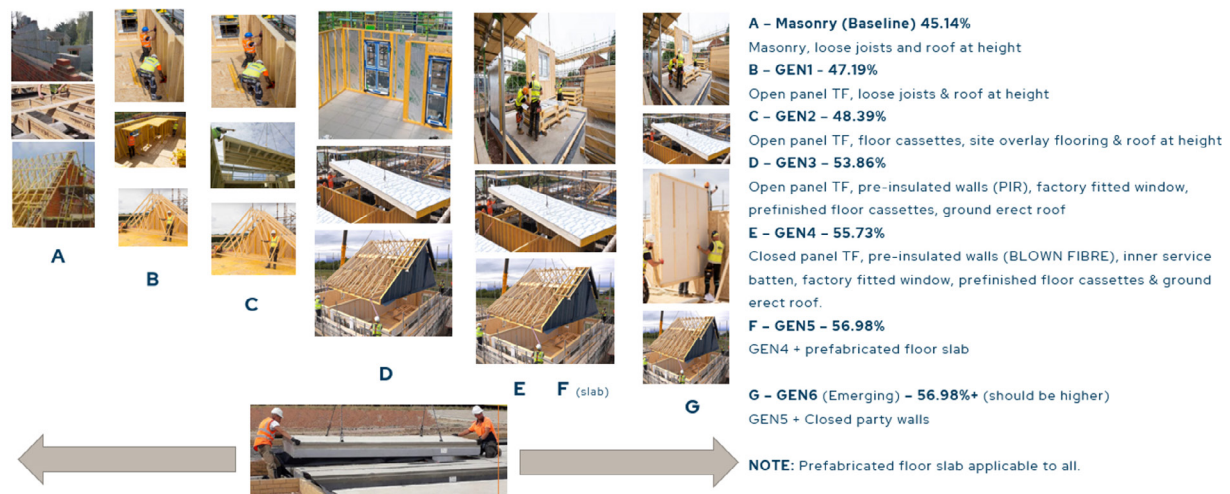 A
B
C
D
E F (slab)
G
A – Masonry (Baseline) 45.14%
Masonry, loose joists and roof at height
B – GEN1 - 47.19%
Open panel TF, loose joists & roof at height
C – GEN2 – 48.39%
Open panel TF, floor cassettes, site overlay flooring & roof at height
D – GEN3 – 53.86%
Open panel TF, pre-insulated walls (PIR), factory fitted window,
prefinished floor cassettes, ground erect roof
E – GEN4 – 55.73%
Closed panel TF, pre-insulated walls (BLOWN FIBRE), inner service
batten, factory fitted window, prefinished floor cassettes & ground
erect roof.
F – GEN5 – 56.98%
GEN4 + prefabricated floor slab
G – GEN6 (Emerging) – 56.98%+ (should be higher)
GEN5 + Closed party walls
NOTE: Prefabricated floor slab applicable to all.